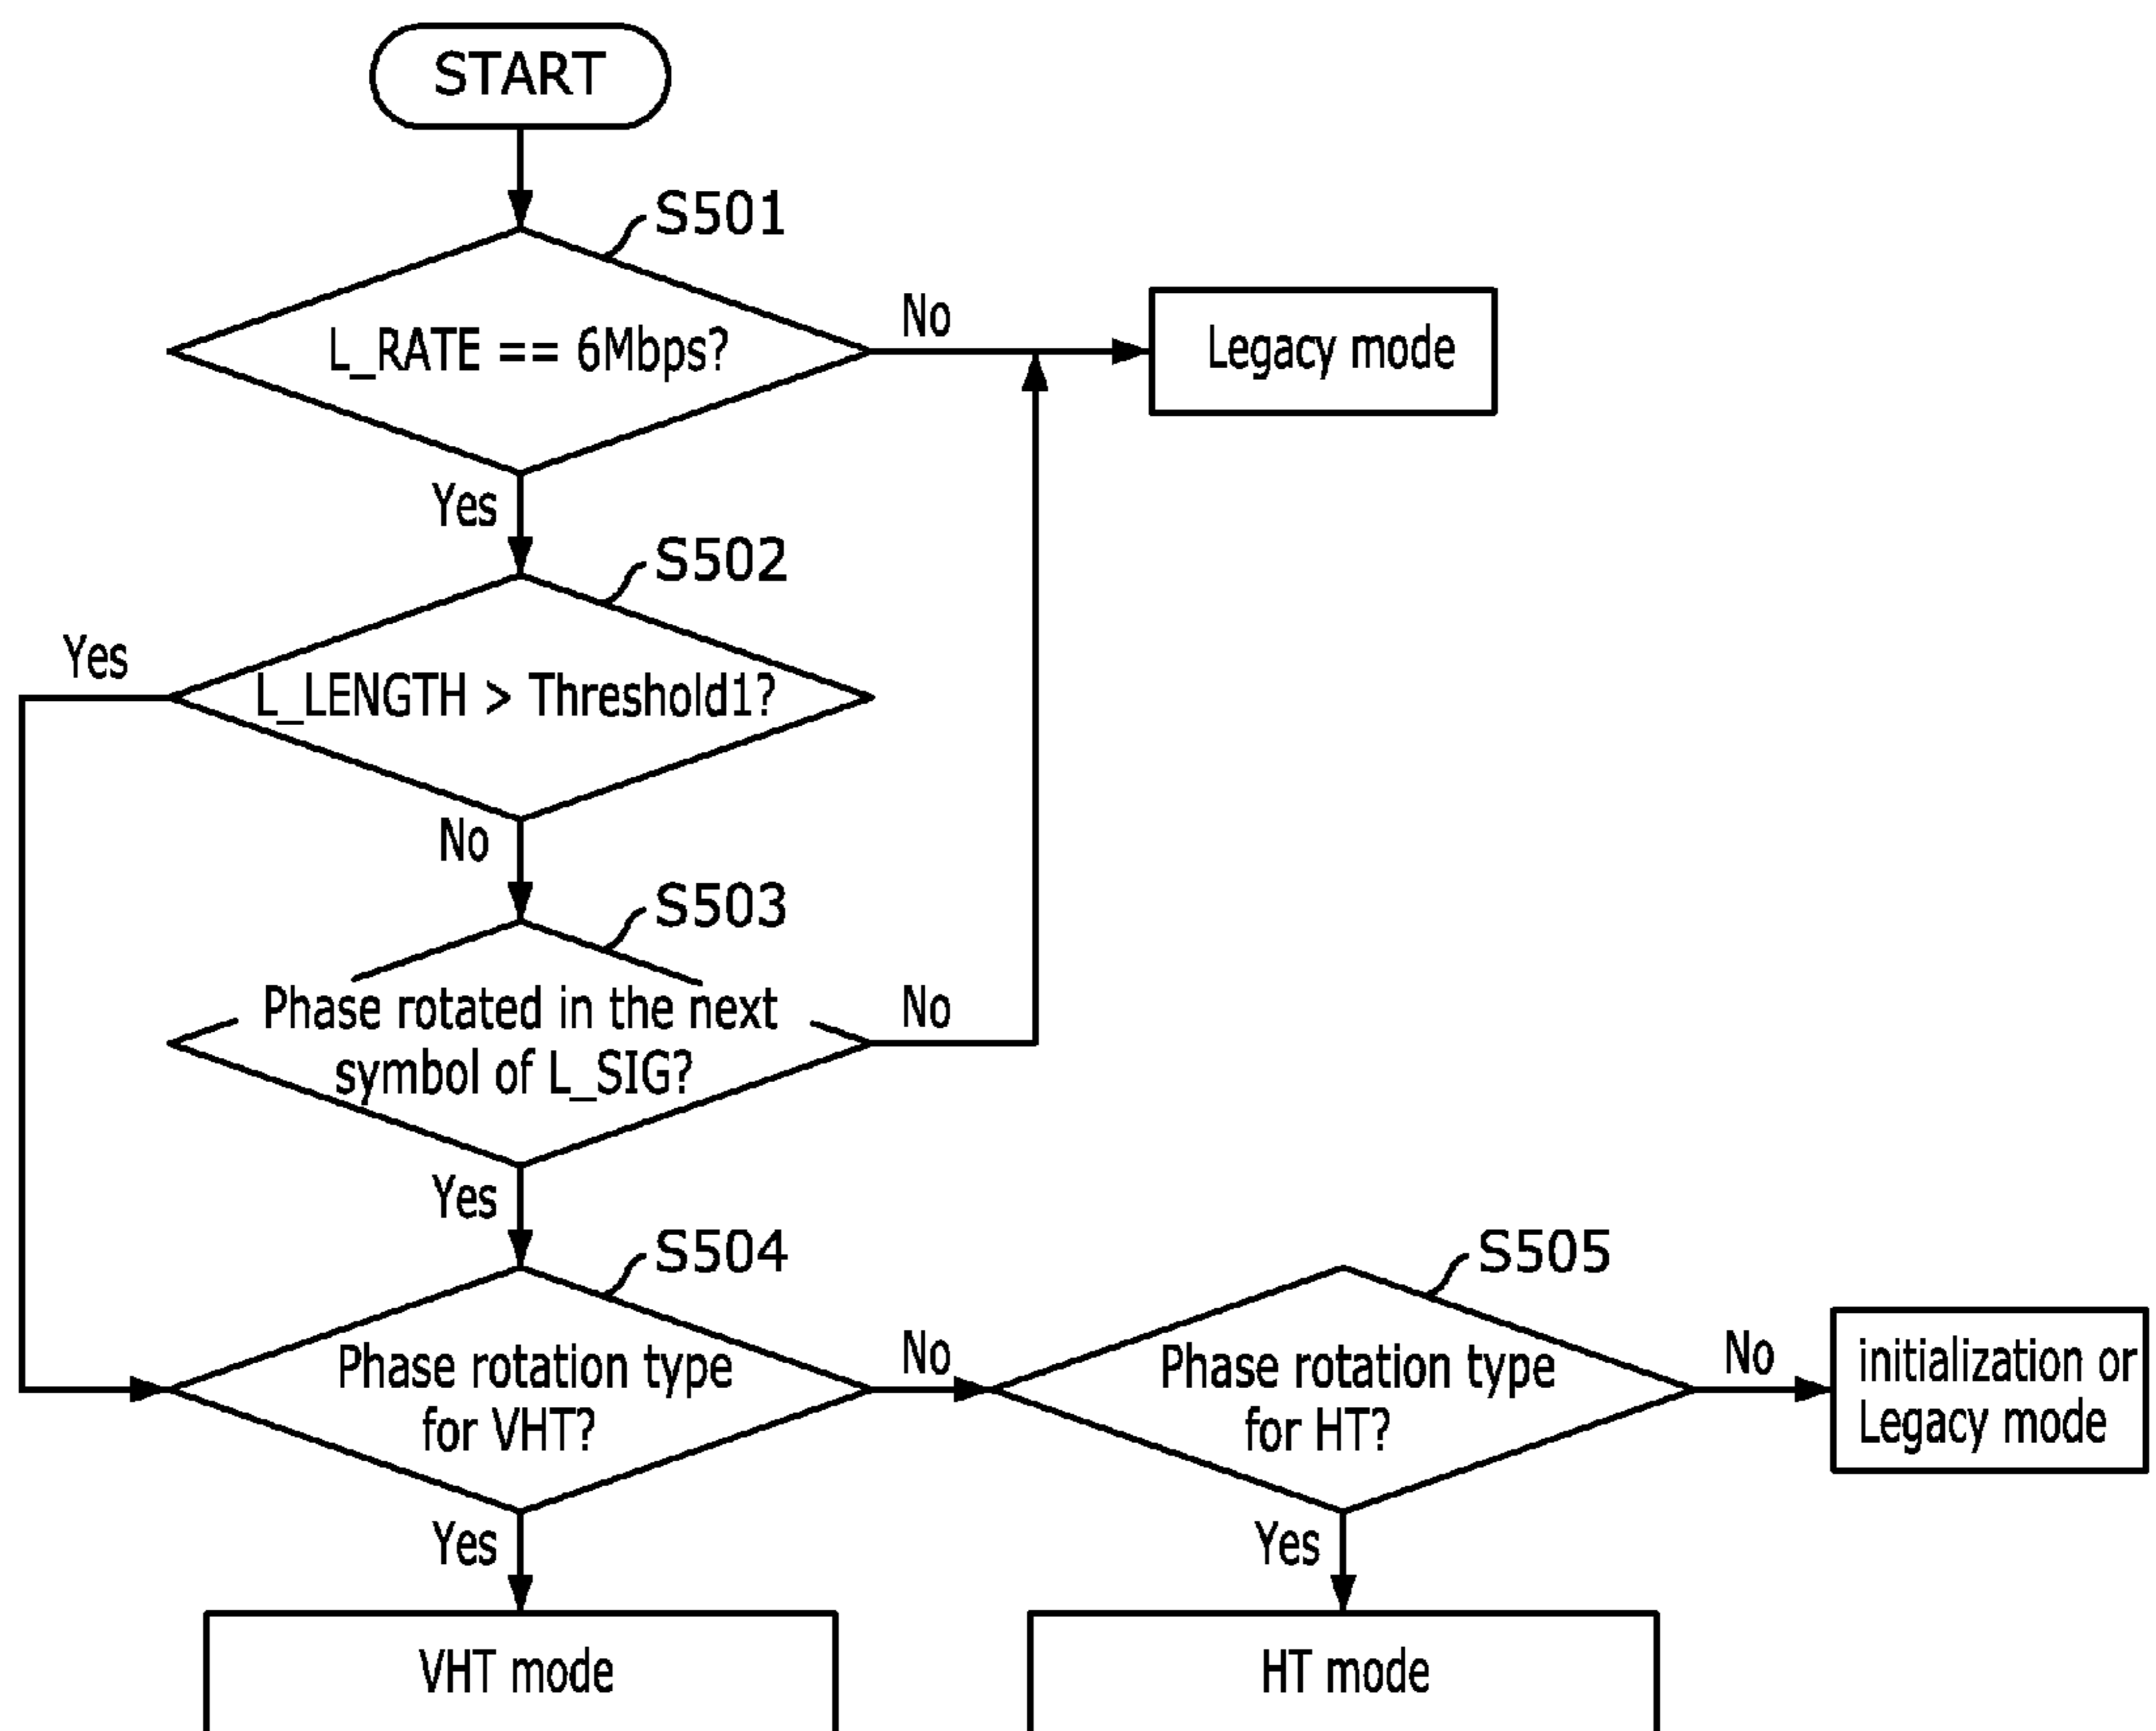 START
S501
L_RATE == 6Mbps?
No
Legacy mode
Yes
S502
Yes
L_LENGTH > Threshold1?
No
S503
Phase rotated in the next
symbol of L_SIG?
No
Yes
S504
S505
Phase rotation type
for VHT?
No
Phase rotation type
for HT?
No
initialization or
Legacy mode
Yes
Yes
VHT mode
HT mode